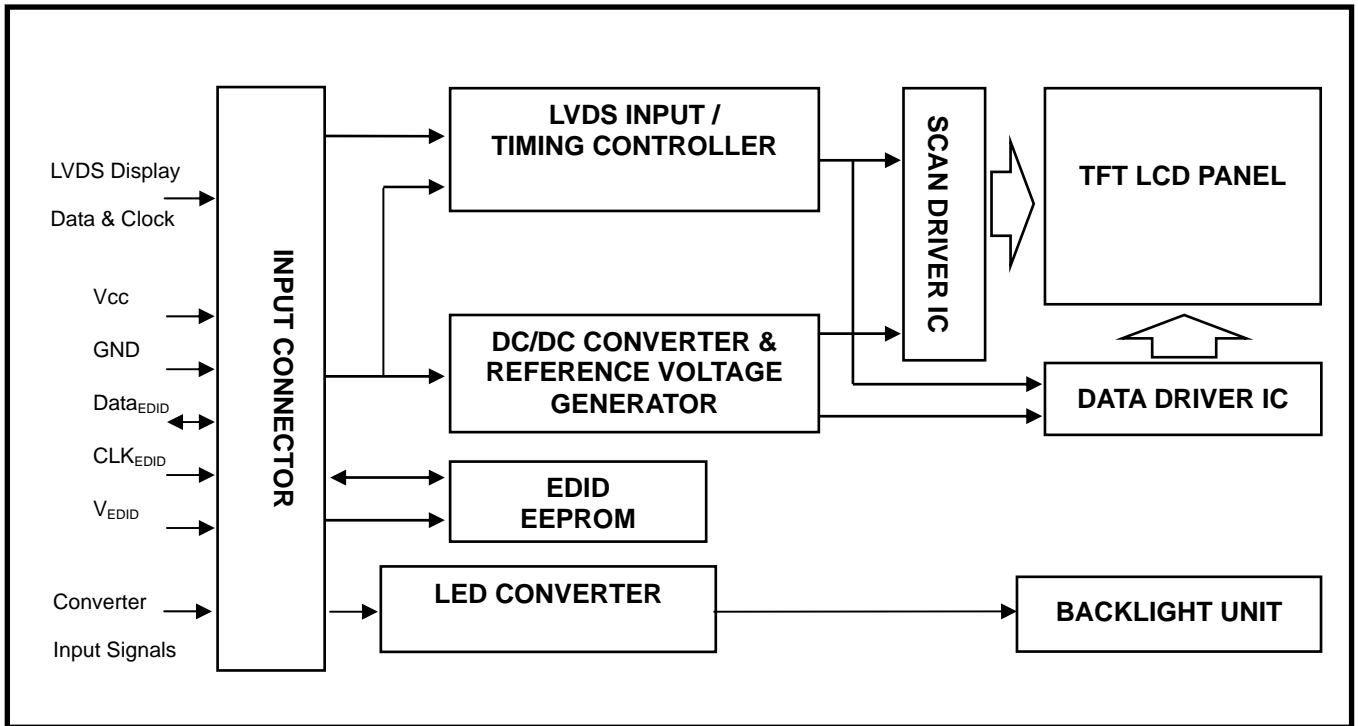 LVDS Display
Data & Clock
Vcc
GND
DataEDID
CLKEDID
VEDID
Converter
Input Signals
INPUT CONNECTOR
LVDS INPUT /
TIMING CONTROLLER
DC/DC CONVERTER &
REFERENCE VOLTAGE
GENERATOR
EDID
EEPROM
LED CONVERTER
SCAN DRIVER IC
TFT LCD PANEL
DATA DRIVER IC
BACKLIGHT UNIT